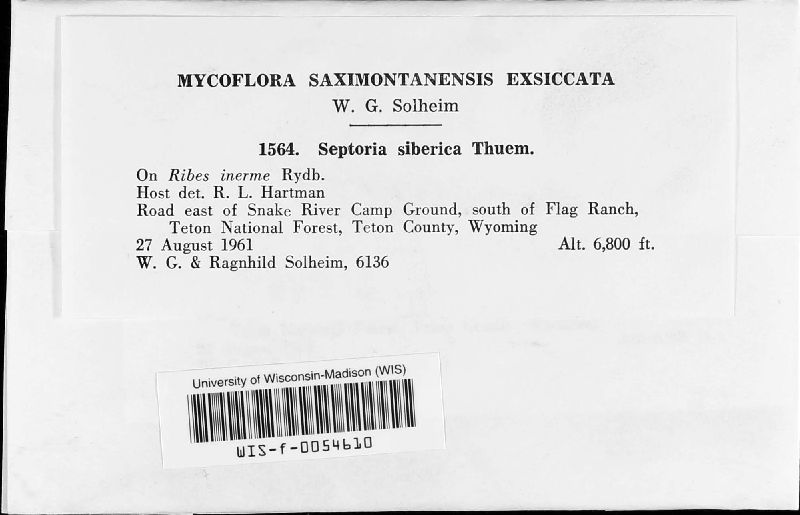 MYCOFLORA SAXIMONTANENSIS EXSICCATA
W. G. Solheim
1564. Septoria siberica Thuem.
On Ribes inerme Rydb.
Host det. R. L. Hartman
Road east of Snake River Camp Ground, south of Flag Ranch,
Teton National Forest, Teton County, Wyoming
27 August 1961 Alt. 6,800 ft.
W. G. & Ragnhild Solheim, 6136
University of Wisconsin-Madison (WIS)
WIS-f-0054610